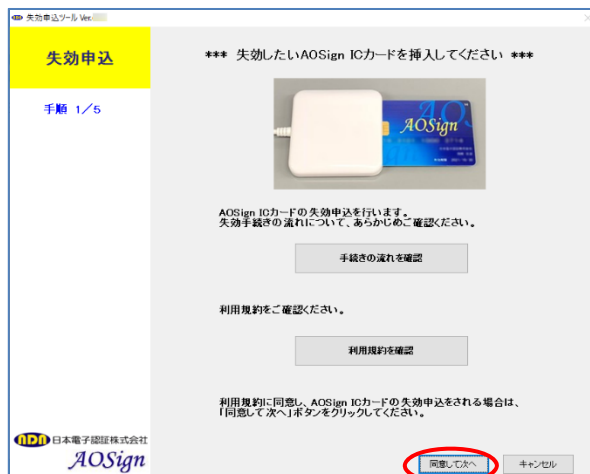 失効申込ツール Ver.
失効申込
手順 1/5
*** 失効したいAOSign ICカードを挿入してください ***
AOSign
AOSign ICカードの失効申込を行います。
失効手続きの流れについて、あらかじめご確認ください。
手続きの流れを確認
利用規約をご確認ください。
利用規約を確認
利用規約に同意し、AOSign ICカードの失効申込をされる場合は、
「同意して次へ」ボタンをクリックしてください。
NDN 日本電子認証株式会社
AOSign
同意して次へ
キャンセル